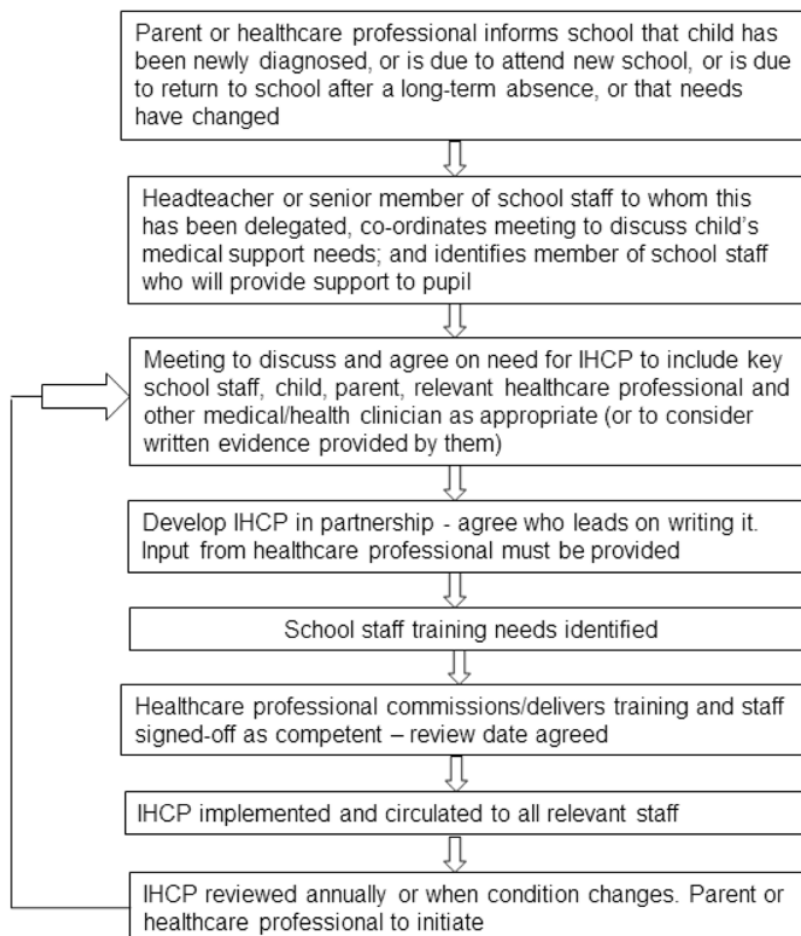 Parent or healthcare professional informs school that child has
been newly diagnosed, or is due to attend new school, or is due
to return to school after a long-term absence, or that needs
have changed
Headteacher or senior member of school staff to whom this
has been delegated, co-ordinates meeting to discuss child's
medical support needs; and identifies member of school staff
who will provide support to pupil
Meeting to discuss and agree on need for IHCP to include key
school staff, child, parent, relevant healthcare professional and
other medical/health clinician as appropriate (or to consider
written evidence provided by them)
Develop IHCP in partnership - agree who leads on writing it.
Input from healthcare professional must be provided
School staff training needs identified
Healthcare professional commissions/delivers training and staff
signed-off as competent – review date agreed
IHCP implemented and circulated to all relevant staff
IHCP reviewed annually or when condition changes. Parent or
healthcare professional to initiate